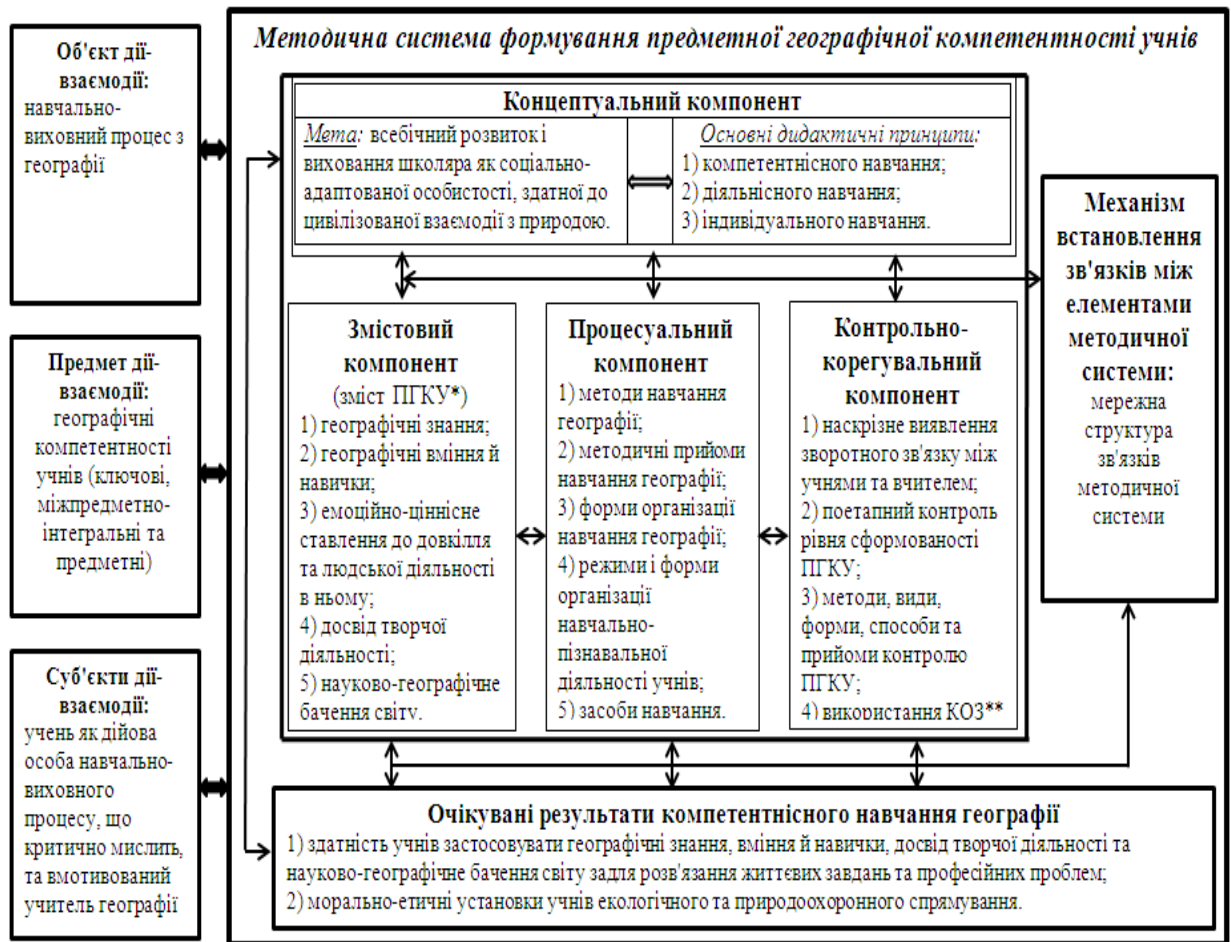 Об'єкт дії-
взаємодії:
навчально-
виховний процес з
географії
Предмет дії-
взаємодії:
географічні
компетентності
учнів (ключові,
міжпредметно-
інтегральні та
предметні)
Суб'єкти дії-
взаємодії:
учень як дійова
особа навчально-
виховного
процесу, що
критично мислить,
та вмотивований
учитель географії
Методична система формування предметної географічної компетентності учнів
Концептуальний компонент
Мета: всебічний розвиток і
виховання школяра як соціально-
адаптованої особистості, здатної до
цивілізованої взаємодії з природою.
Основні дидактичні принципи:
1) компетентнісного навчання;
2) діяльнісного навчання;
3) індивідуального навчання.
Змістовий
компонент
(зміст ПГКУ*)
1) географічні знання;
2) географічні вміння й
навички;
3) емоційно-ціннісне
ставлення до довкілля
та людської діяльності
в ньому;
4) досвід творчої
діяльності;
5) науково-географічне
бачення світу.
Процесуальний
компонент
1) методи навчання
географії;
2) методичні прийоми
навчання географії;
3) форми організації
навчання географії;
4) режими і форми
організації
навчально-
пізнавальної
діяльності учнів;
5) засоби навчання.
Контрольно-
корегувальний
компонент
1) наскрізне виявлення
зворотного зв'язку між
учнями та вчителем;
2) поетапний контроль
рівня сформованості
ПГКУ;
3) методи, види,
форми, способи та
прийоми контролю
ПГКУ;
4) використання КОЗ**
Механізм
встановлення
зв'язків між
елементами
методичної
системи:
мережна
структура
зв'язків
методичної
системи
Очікувані результати компетентнісного навчання географії
1) здатність учнів застосовувати географічні знання, вміння й навички, досвід творчої діяльності та
науково-географічне бачення світу задля розв'язання життєвих завдань та професійних проблем;
2) морально-етичні установки учнів екологічного та природоохоронного спрямування.